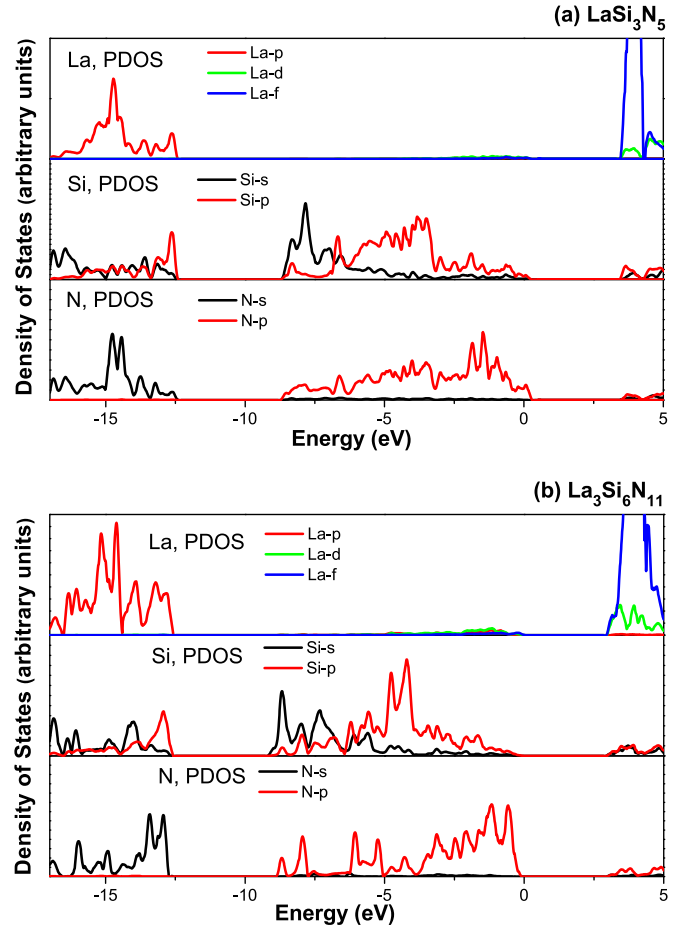 (a) LaSi₃N₅
La, PDOS
La-p
La-d
La-f
Si, PDOS
Si-s
Si-p
N, PDOS
N-s
N-p
Density of States (arbitrary units)
-15 -10 -5 0 5
Energy (eV)
(b) La₃Si₆N₁₁
La, PDOS
La-p
La-d
La-f
Si, PDOS
Si-s
Si-p
N, PDOS
N-s
N-p
Density of States (arbitrary units)
-15 -10 -5 0 5
Energy (eV)